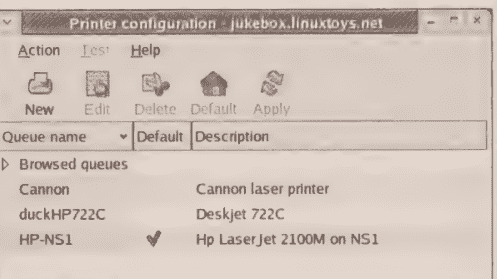 Printer configuration - jukebox.linuxtoys.net
Action Test Help
New Edit Delete Default Apply
Queue name Default Description
Browsed queues
Cannon Cannon laser printer
duckHP722C Deskjet 722C
HP-NS1 Hp LaserJet 2100M on NS1